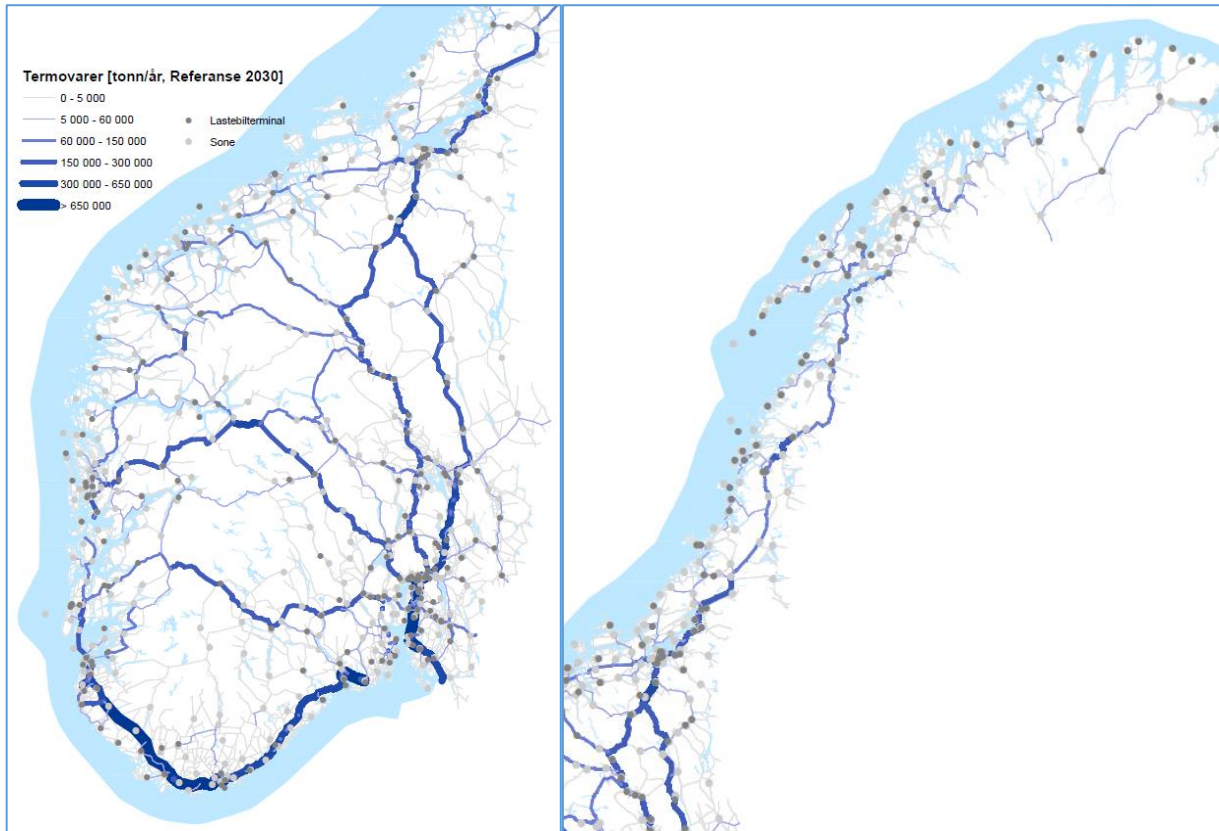 Termovarer [tonn/år, Referanse 2030]
0 - 5 000
5 000 - 60 000
60 000 - 150 000
150 000 - 300 000
300 000 - 650 000
> 650 000
Lastebilterminal
Sone